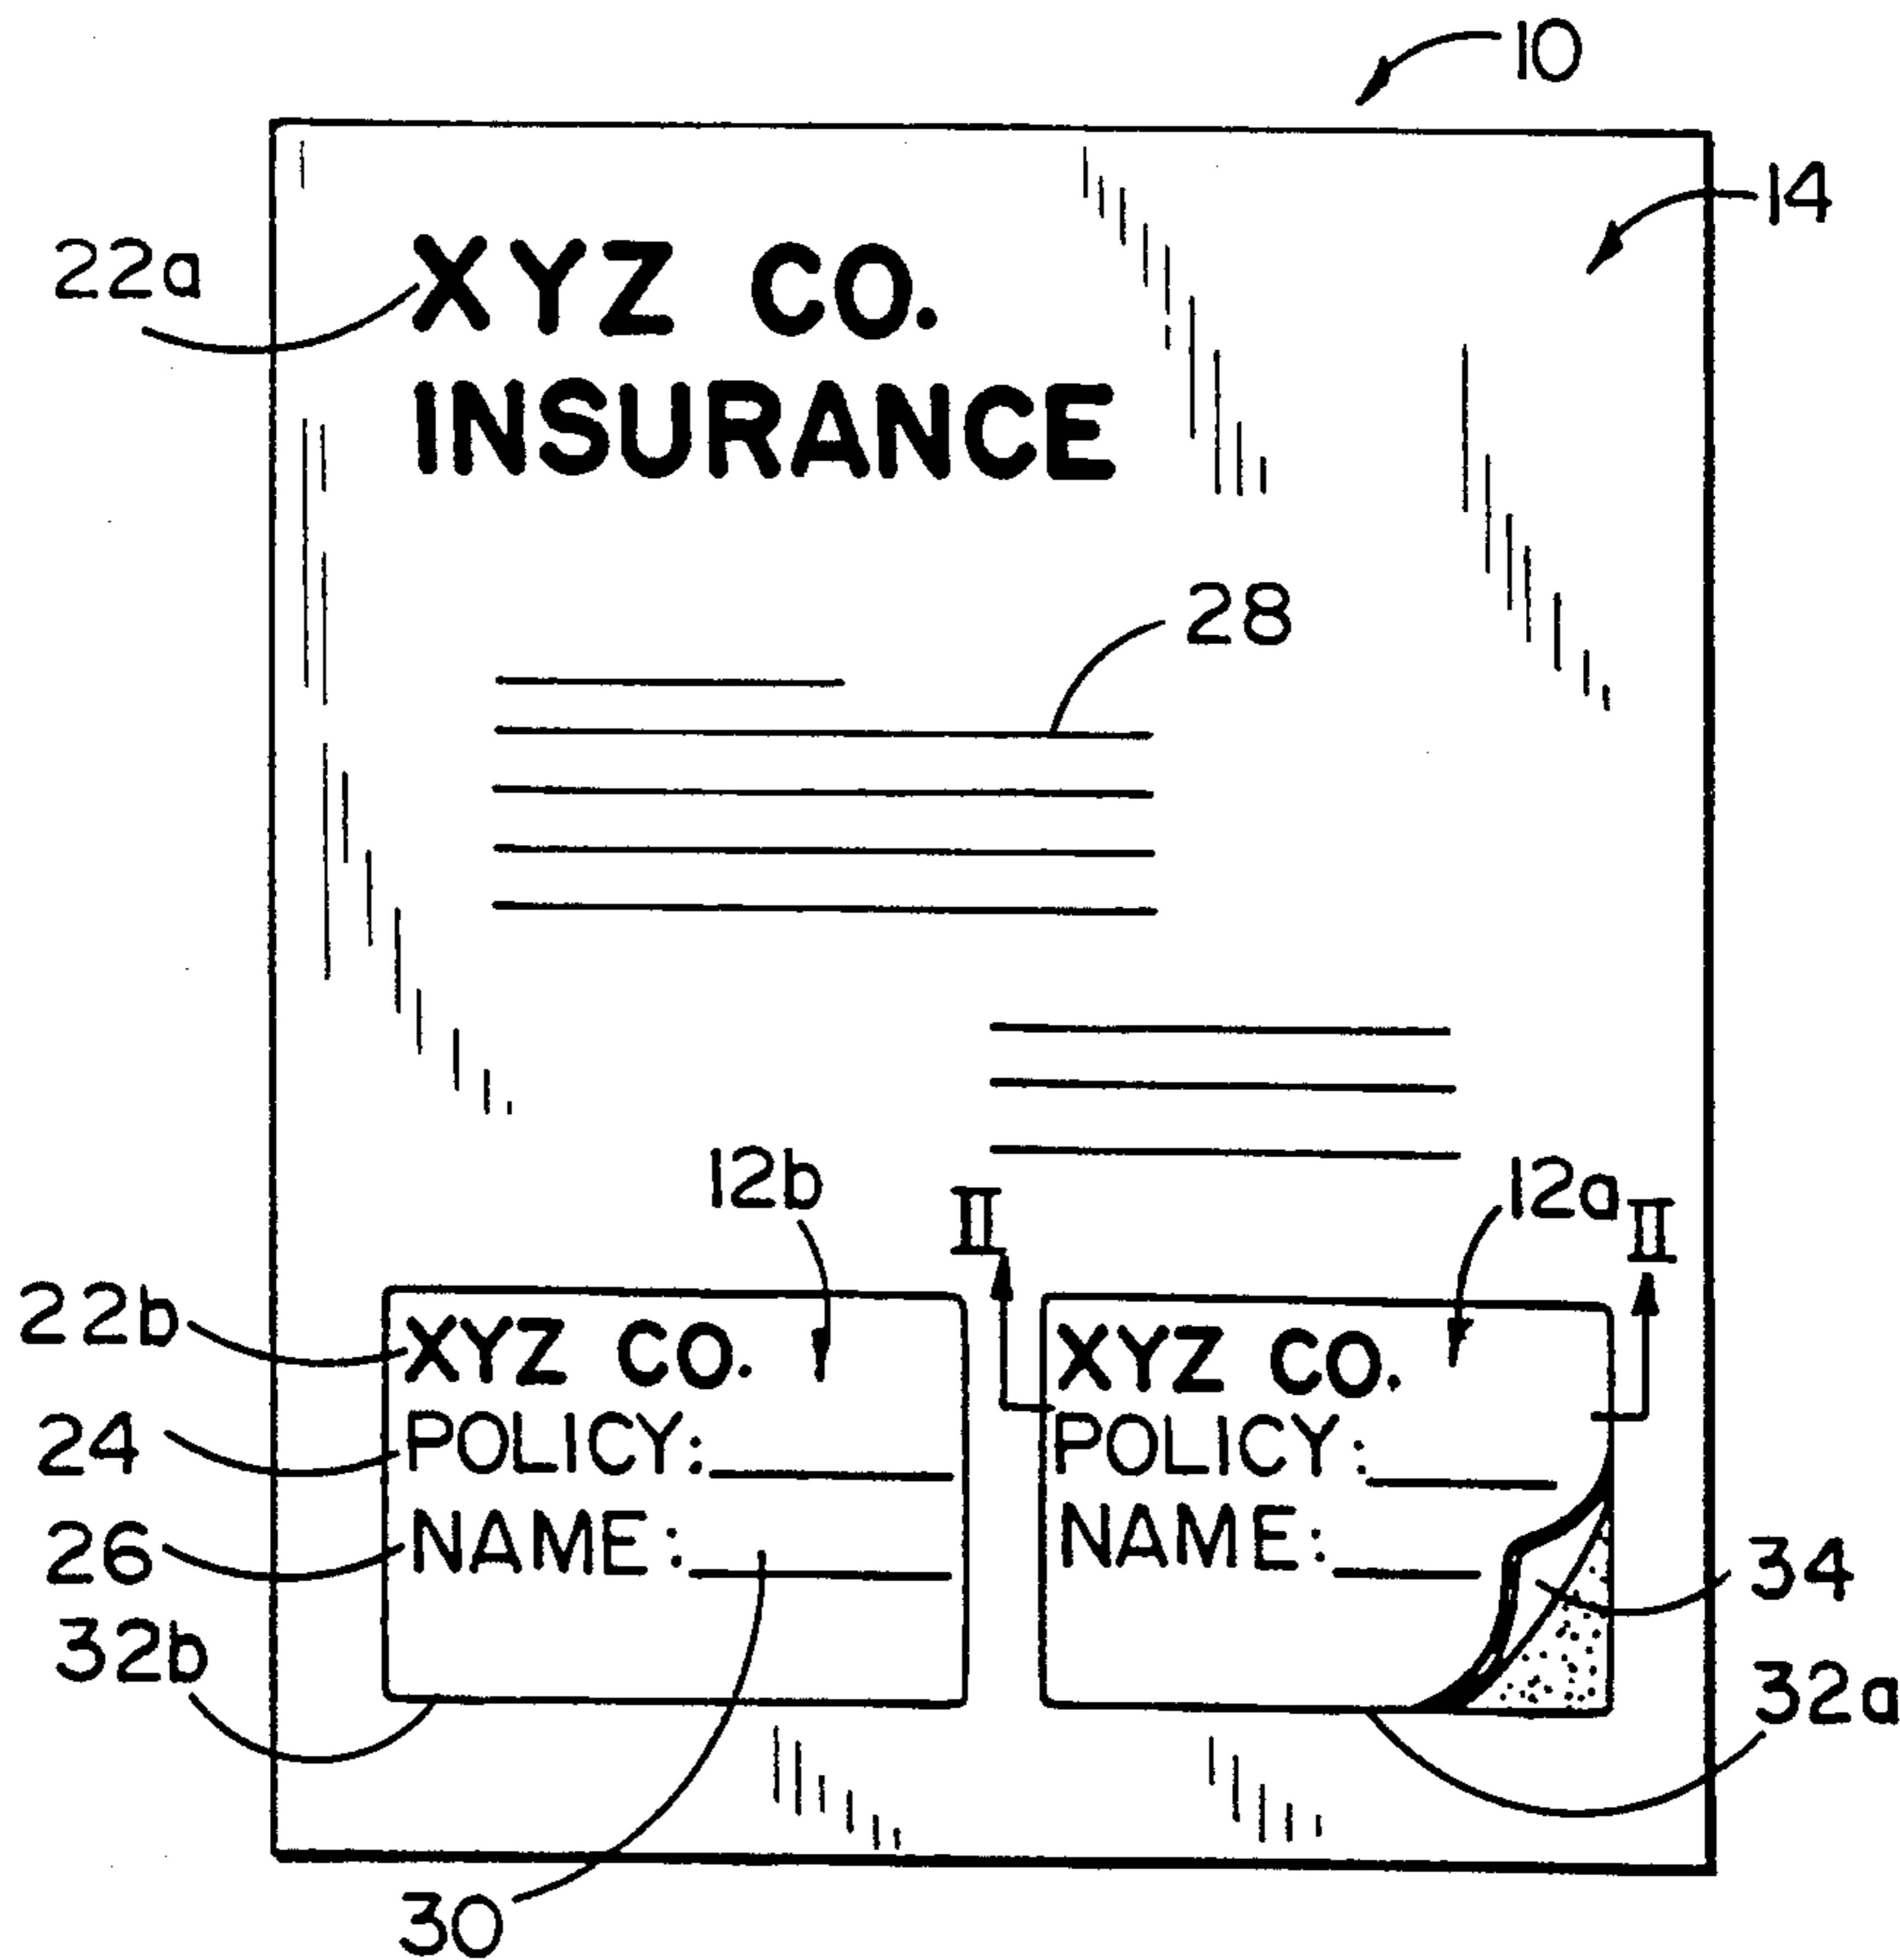 10
14
22a
XYZ CO.
INSURANCE
28
12b
II
12a
II
22b
XYZ CO.
XYZ CO.
24
POLICY:
POLICY:
26
NAME:
NAME:
34
32b
32a
30